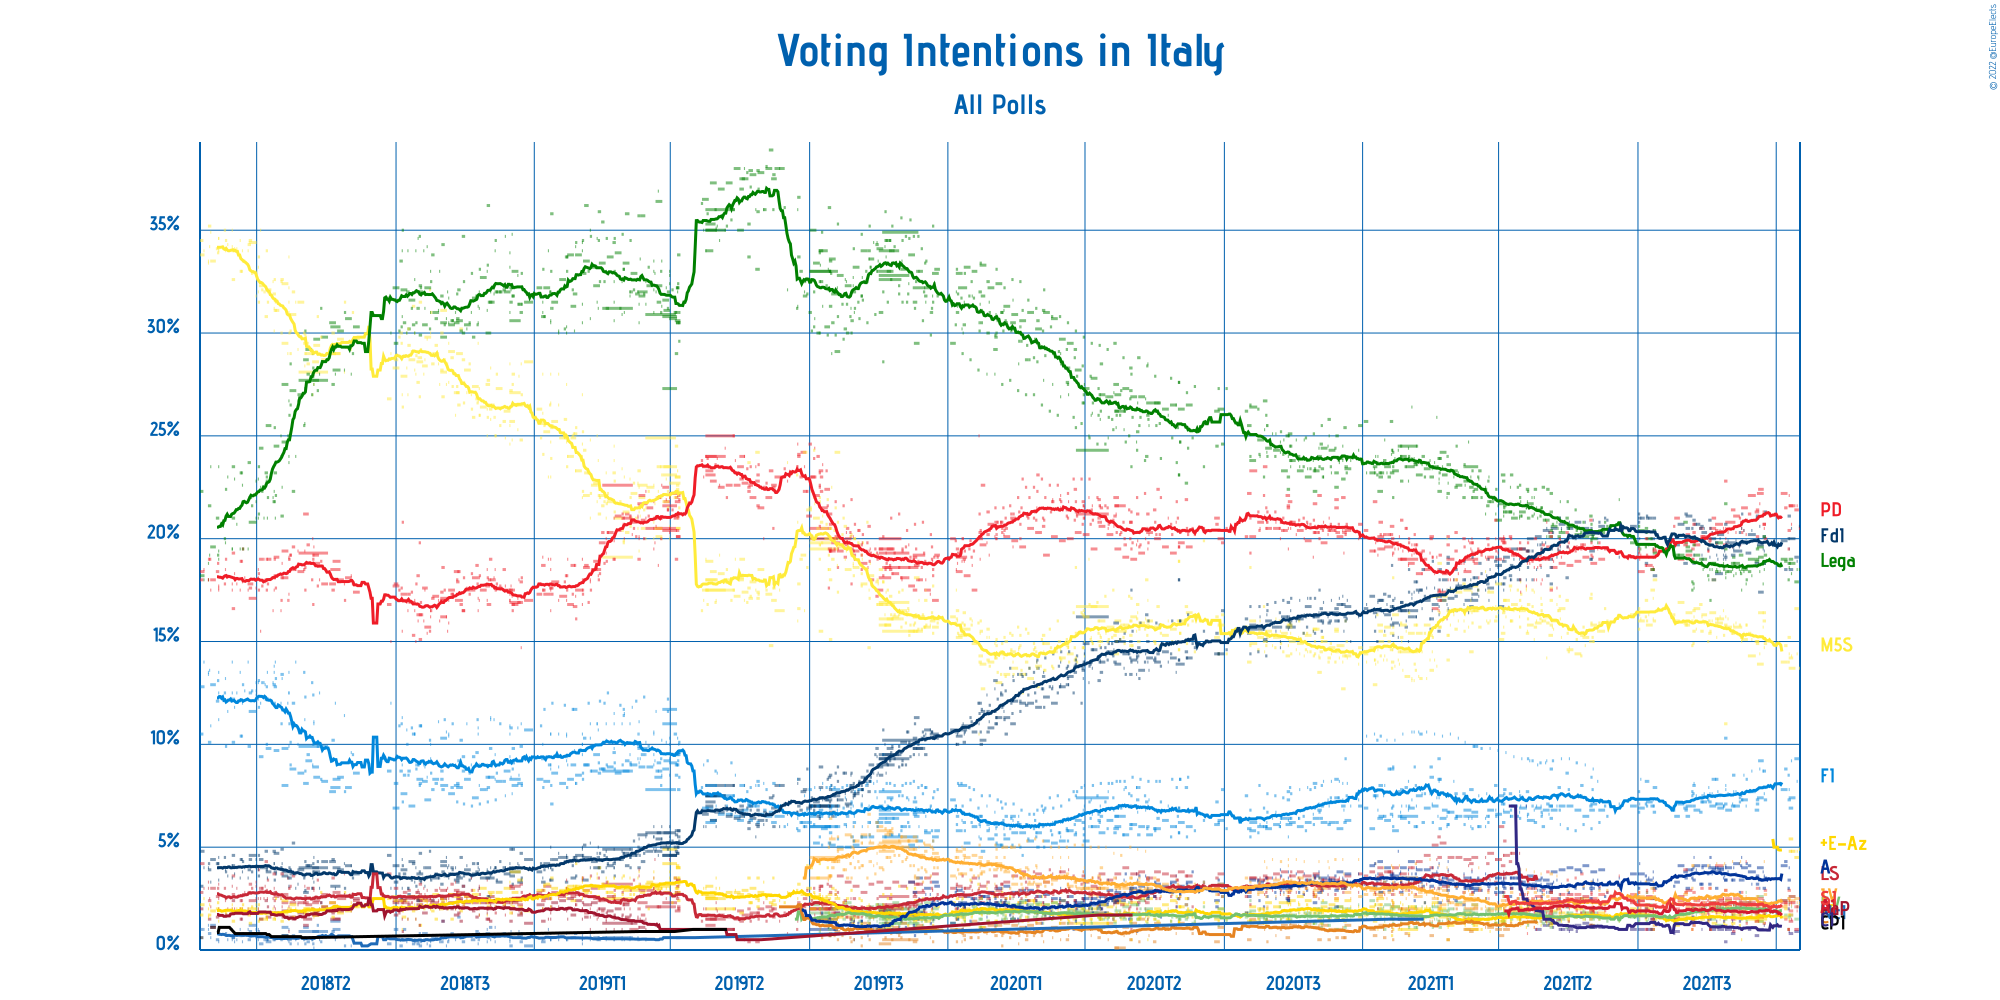 © 2022 @EuropeElects
Voting Intentions in Italy
All Polls
35%
30%
25%
20%
15%
10%
5%
0%
PD
FdI
Lega
M5S
FI
+E-Az
A
LS
EPI
2018T2
2018T3
2019T1
2019T2
2019T3
2020T1
2020T2
2020T3
2021T1
2021T2
2021T3